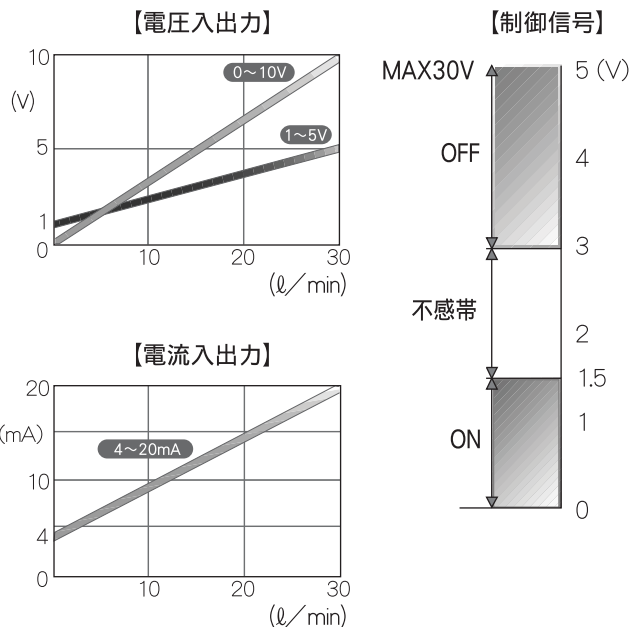 【電圧入出力】
10
(V)
5
1
0
0～10V
1～5V
10 20 30
(ℓ／min)
【電流入出力】
20
(mA)
10
4
0
4～20mA
10 20 30
(ℓ／min)
【制御信号】
MAX30V
5 (V)
OFF
4
3
不感帯
2
1.5
1
ON
0